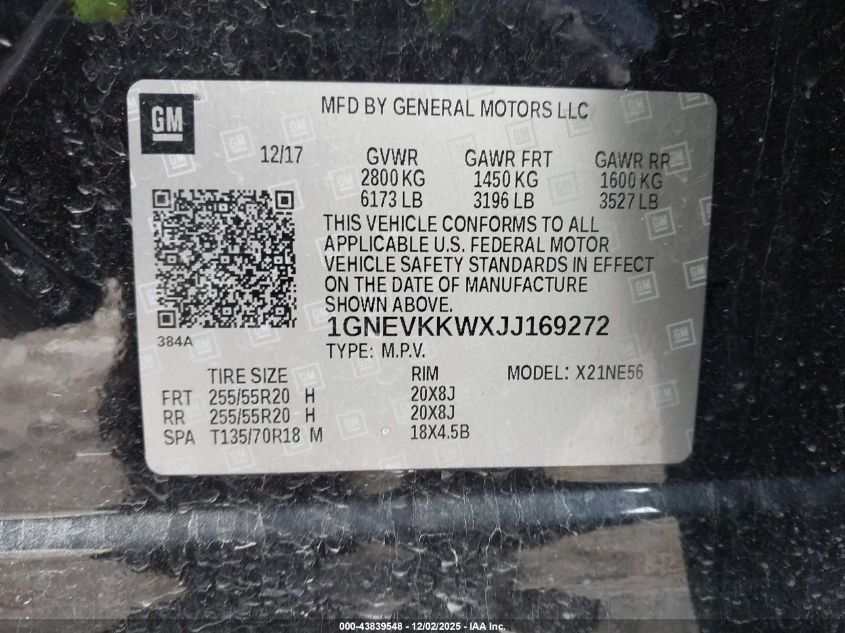 GM
MFD BY GENERAL MOTORS LLC
12/17 GVWR GAWR FRT GAWR RR
2800 KG 1450 KG 1600 KG
6173 LB 3196 LB 3527 LB
THIS VEHICLE CONFORMS TO ALL
APPLICABLE U.S. FEDERAL MOTOR
VEHICLE SAFETY STANDARDS IN EFFECT
ON THE DATE OF MANUFACTURE
SHOWN ABOVE.
384A
1GNEVKKWXJJ169272
TYPE: M.P.V.
TIRE SIZE RIM MODEL: X21NE56
FRT 255/55R20 H 20X8J
RR 255/55R20 H 20X8J
SPA T135/70R18 M 18X4.5B
000-43839548 - 12/02/2025 - IAA Inc.